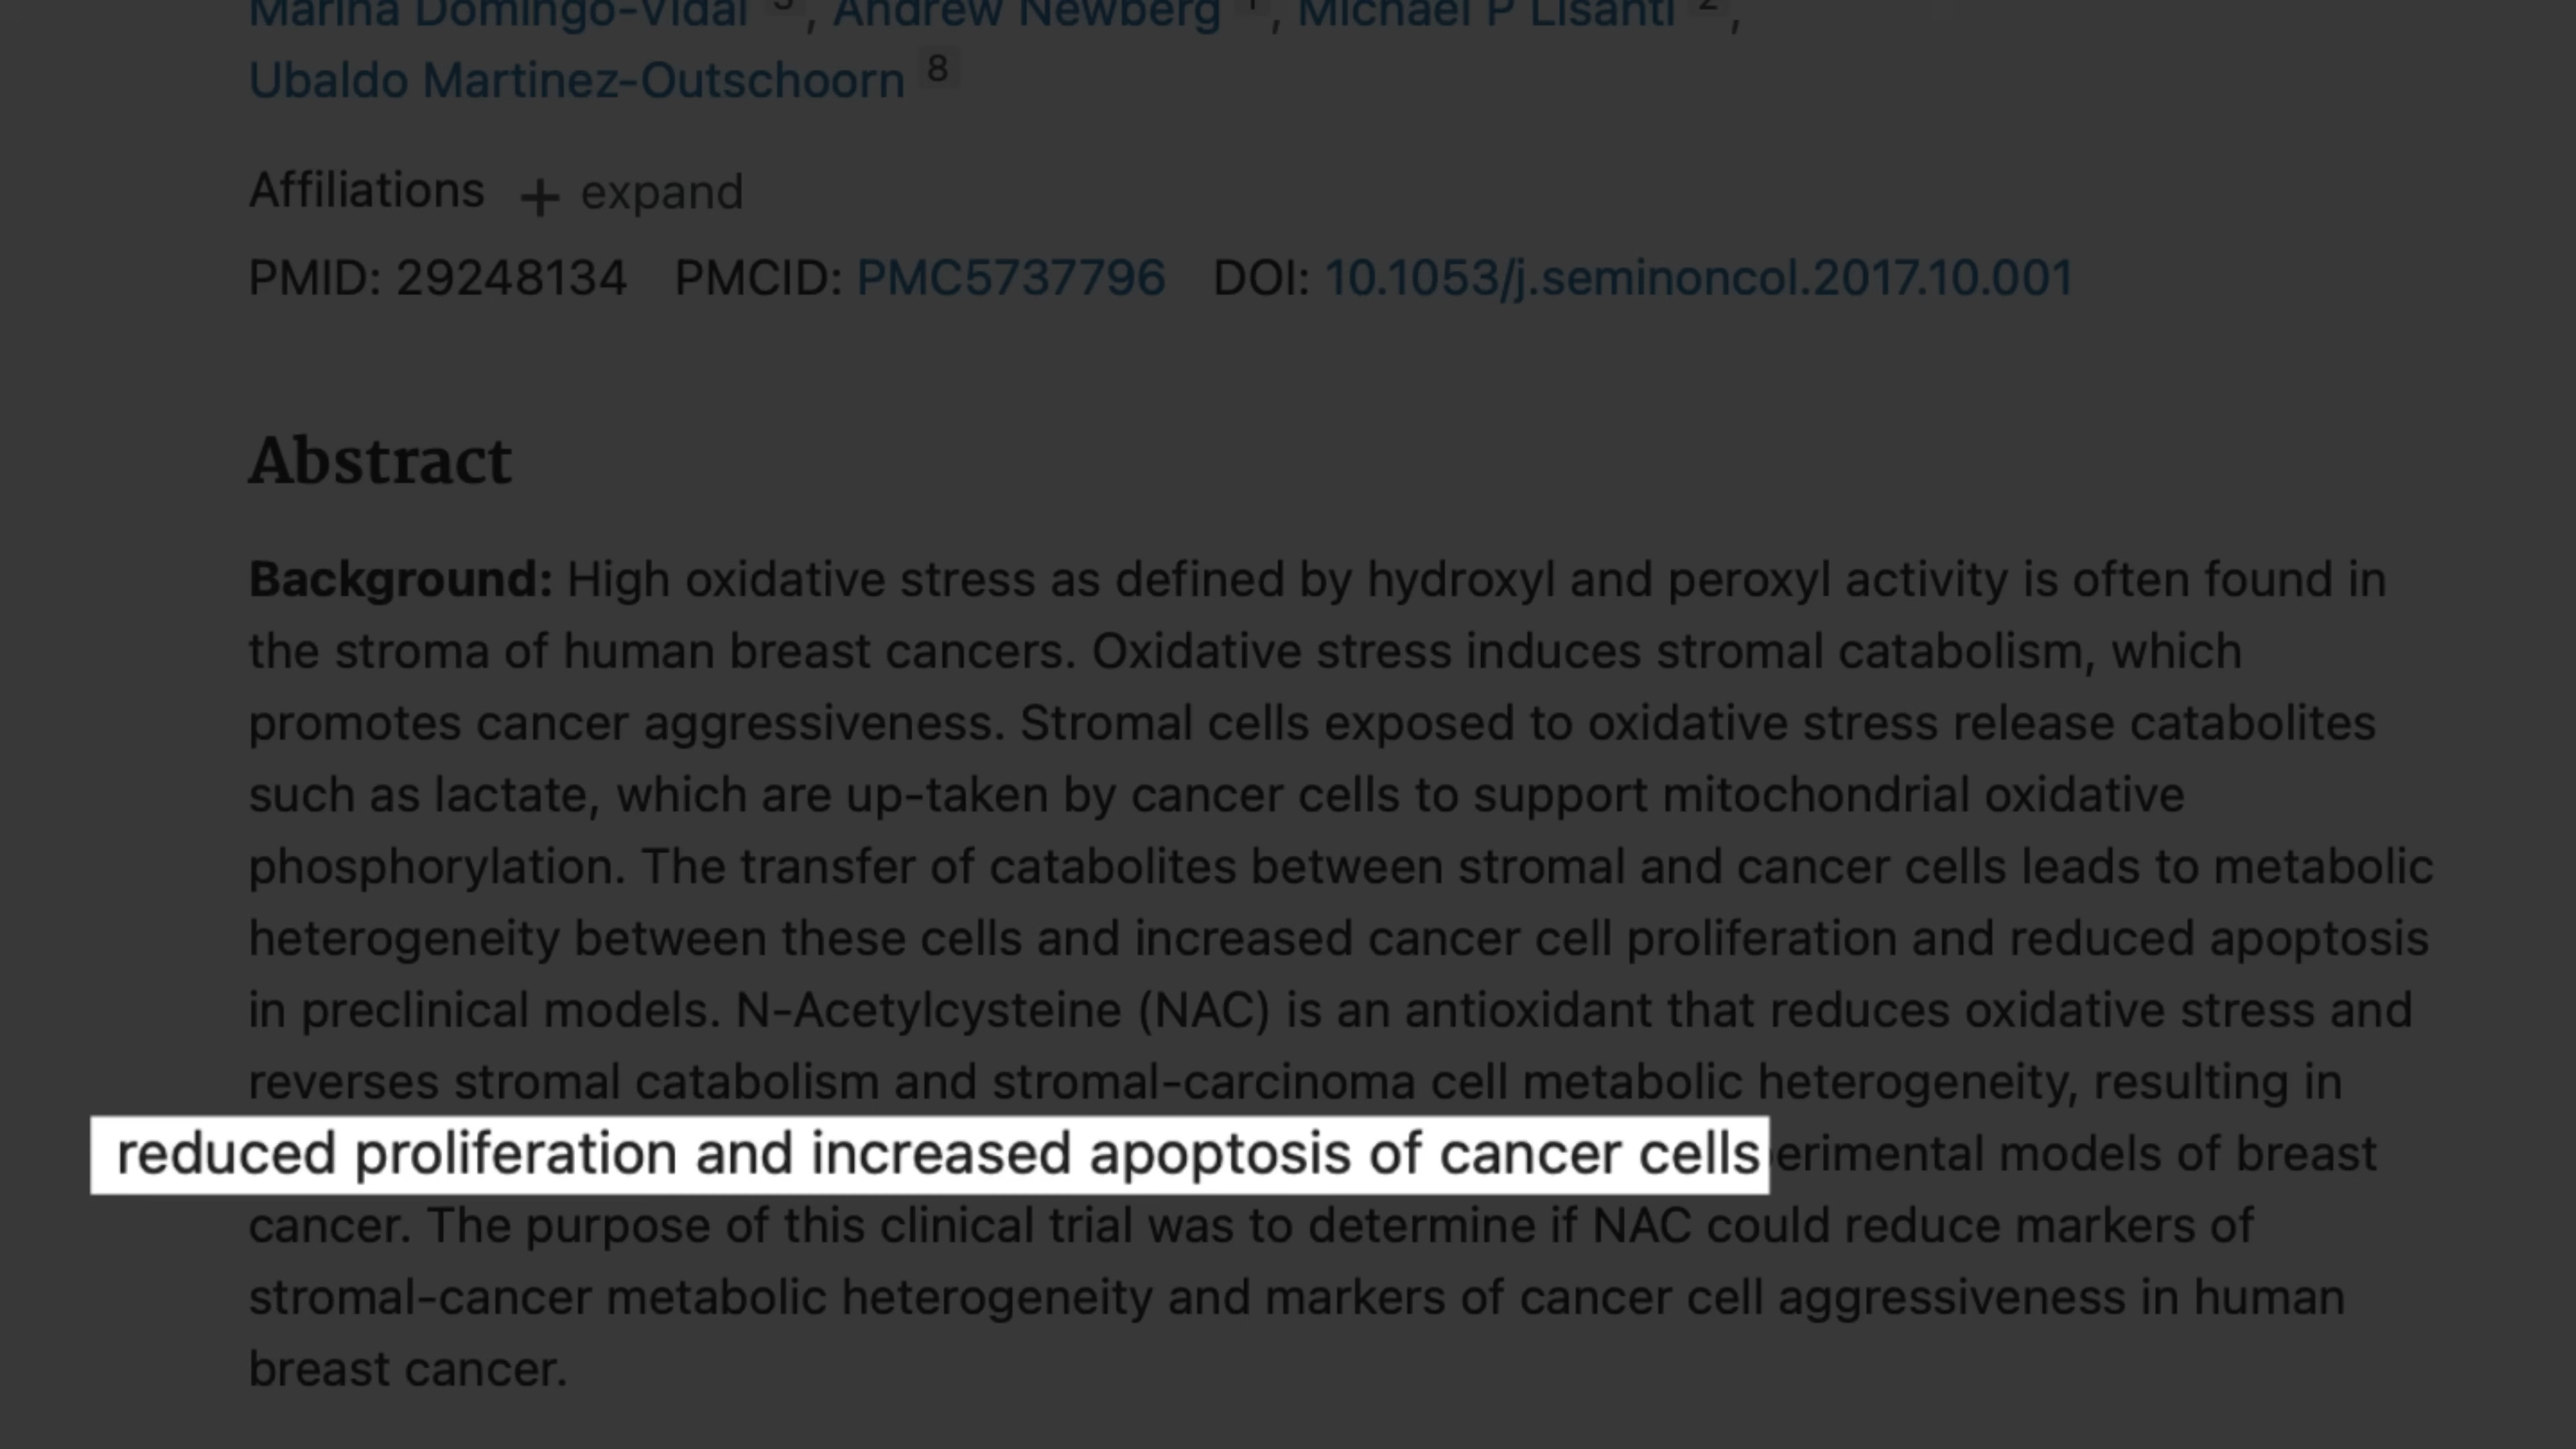 Marina Domingo-Vidal 3, Andrew Newberg 1, Michael P Lisanti 2,
Ubaldo Martinez-Outschoorn 8
Affiliations + expand
PMID: 29248134 PMCID: PMC5737796 DOI: 10.1053/j.seminoncol.2017.10.001
Abstract
Background: High oxidative stress as defined by hydroxyl and peroxyl activity is often found in
the stroma of human breast cancers. Oxidative stress induces stromal catabolism, which
promotes cancer aggressiveness. Stromal cells exposed to oxidative stress release catabolites
such as lactate, which are up-taken by cancer cells to support mitochondrial oxidative
phosphorylation. The transfer of catabolites between stromal and cancer cells leads to metabolic
heterogeneity between these cells and increased cancer cell proliferation and reduced apoptosis
in preclinical models. N-Acetylcysteine (NAC) is an antioxidant that reduces oxidative stress and
reverses stromal catabolism and stromal-carcinoma cell metabolic heterogeneity, resulting in
reduced proliferation and increased apoptosis of cancer cells erimental models of breast
cancer. The purpose of this clinical trial was to determine if NAC could reduce markers of
stromal-cancer metabolic heterogeneity and markers of cancer cell aggressiveness in human
breast cancer.